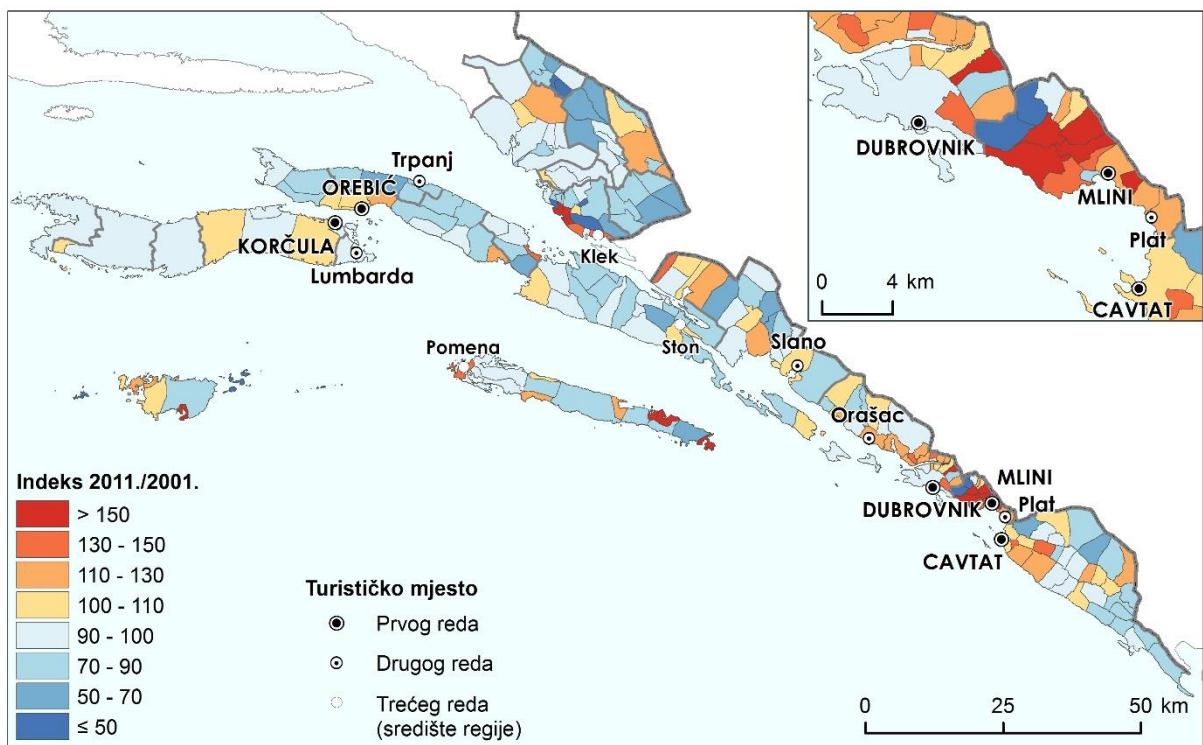 Trpanj
OREBIĆ
KORČULA
Lumbarda
Klek
Pomena
Ston
Slano
Orašac
DUBROVNIK
MLINI
Plat
CAVTAT
DUBROVNIK
MLINI
Plat
CAVTAT
0 4 km
Indeks 2011./2001.
> 150
130 - 150
110 - 130
100 - 110
90 - 100
70 - 90
50 - 70
≤ 50
Turističko mjesto
Prvog reda
Drugog reda
Trećeg reda
(središte regije)
0 25 50 km